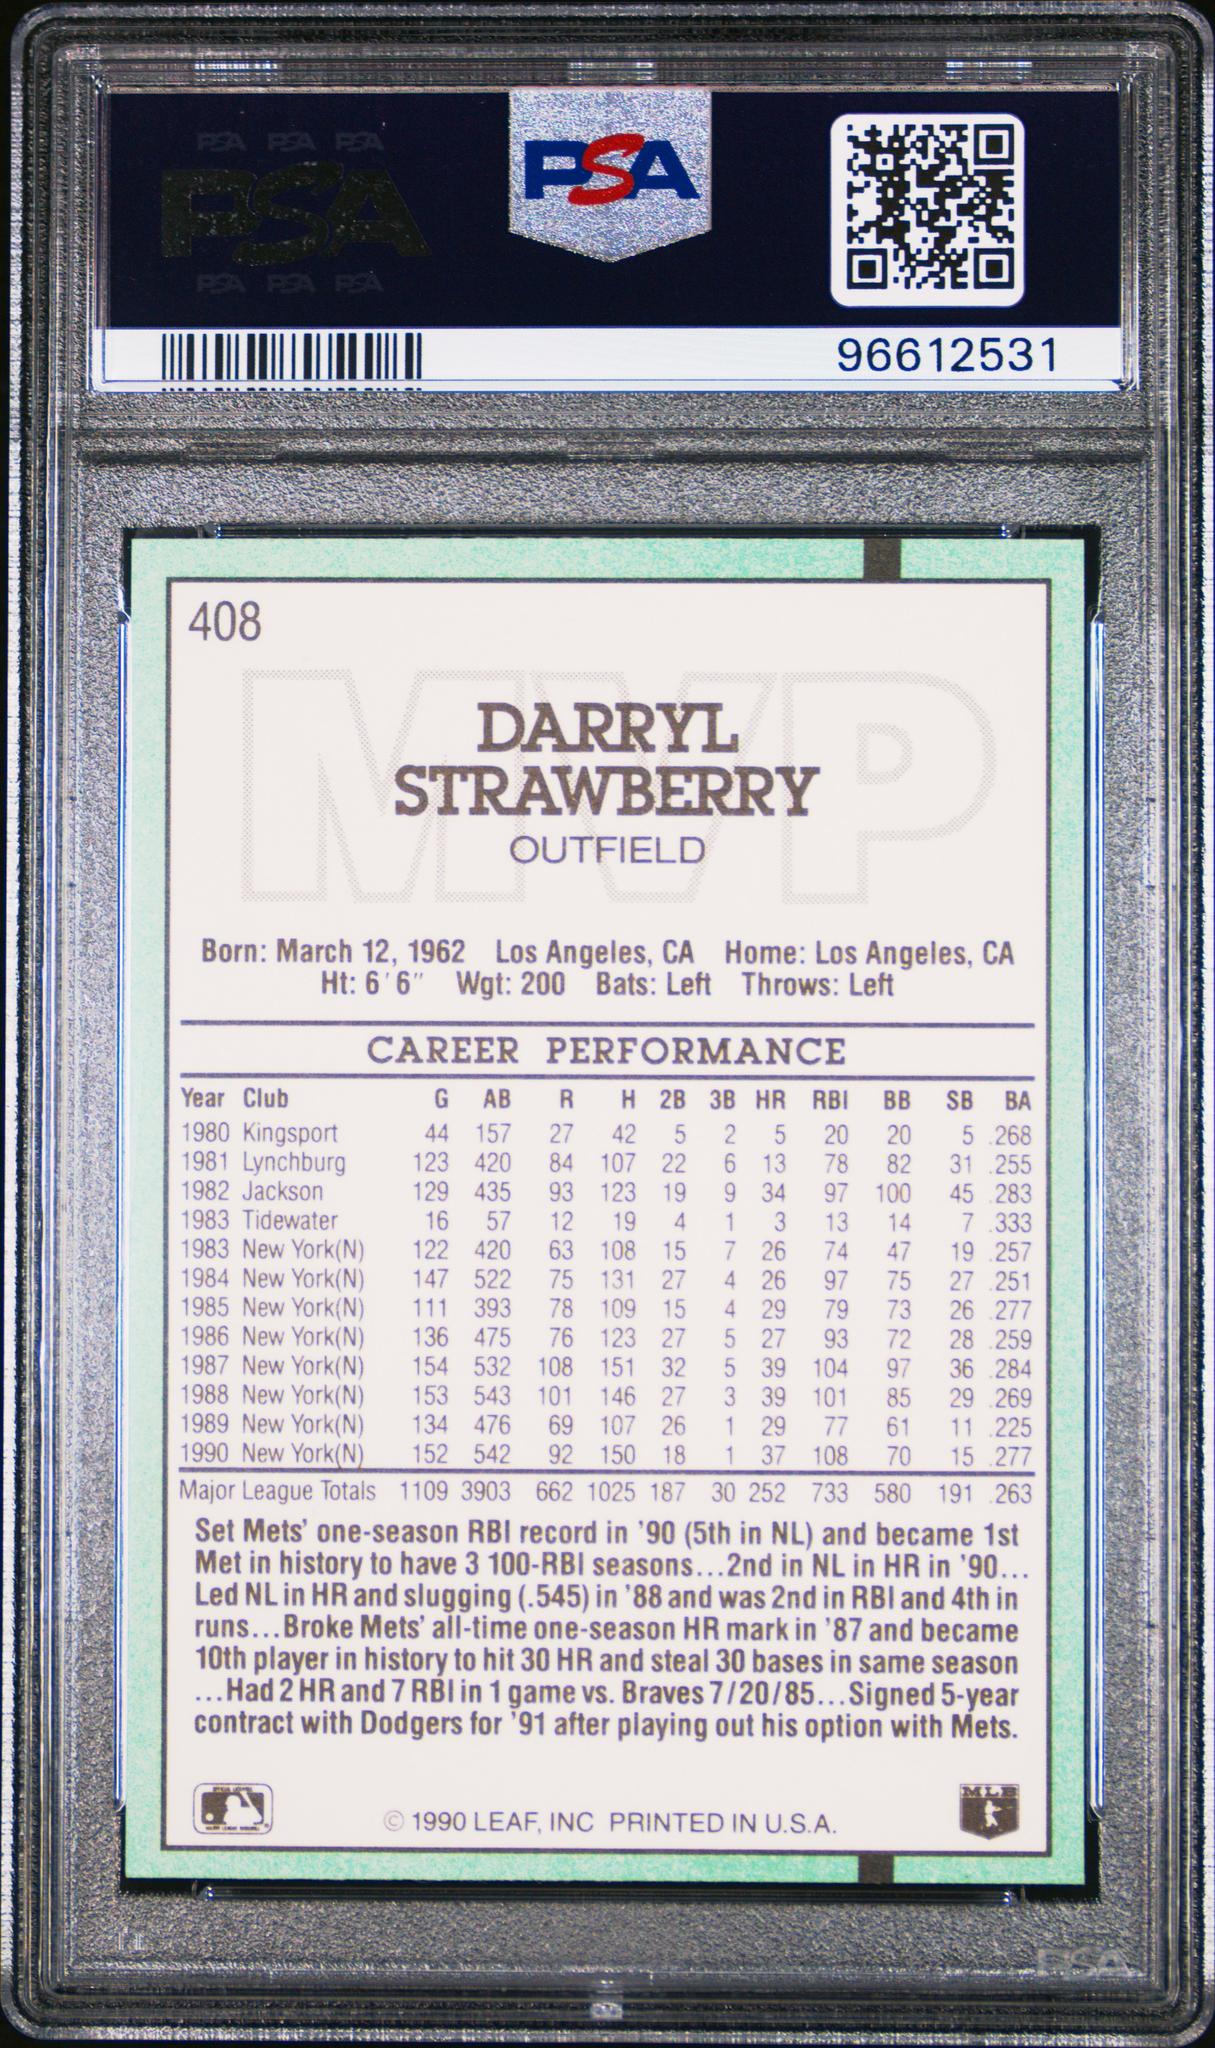 PSA PSA PSA
PSA
PSA PSA PSA
PSA
96612531
408
MVP
DARRYL
STRAWBERRY
OUTFIELD
Born: March 12, 1962 Los Angeles, CA Home: Los Angeles, CA
Ht: 6'6" Wgt: 200 Bats: Left Throws: Left
CAREER PERFORMANCE
Year Club G AB R H 2B 3B HR RBI BB SB BA
1980 Kingsport 44 157 27 42 5 2 5 20 20 5 .268
1981 Lynchburg 123 420 84 107 22 6 13 78 82 31 .255
1982 Jackson 129 435 93 123 19 9 34 97 100 45 .283
1983 Tidewater 16 57 12 19 4 1 3 13 14 7 .333
1983 New York(N) 122 420 63 108 15 7 26 74 47 19 .257
1984 New York(N) 147 522 75 131 27 4 26 97 75 27 .251
1985 New York(N) 111 393 78 109 15 4 29 79 73 26 .277
1986 New York(N) 136 475 76 123 27 5 27 93 72 28 .259
1987 New York(N) 154 532 108 151 32 5 39 104 97 36 .284
1988 New York(N) 153 543 101 146 27 3 39 101 85 29 .269
1989 New York(N) 134 476 69 107 26 1 29 77 61 11 .225
1990 New York(N) 152 542 92 150 18 1 37 108 70 15 .277
Major League Totals 1109 3903 662 1025 187 30 252 733 580 191 .263
Set Mets' one-season RBI record in '90 (5th in NL) and became 1st
Met in history to have 3 100-RBI seasons...2nd in NL in HR in '90...
Led NL in HR and slugging (.545) in '88 and was 2nd in RBI and 4th in
runs...Broke Mets' all-time one-season HR mark in '87 and became
10th player in history to hit 30 HR and steal 30 bases in same season
...Had 2 HR and 7 RBI in 1 game vs. Braves 7/20/85...Signed 5-year
contract with Dodgers for '91 after playing out his option with Mets.
© 1990 LEAF, INC PRINTED IN U.S.A.
MLB
PSA